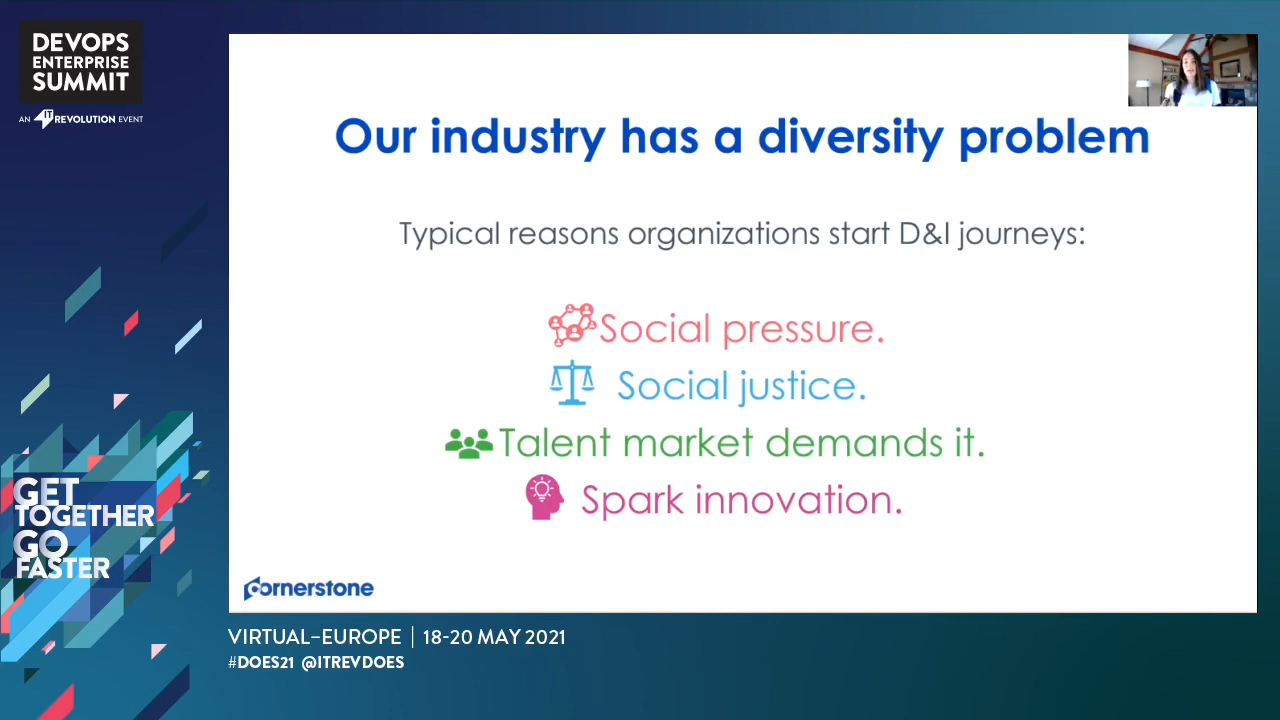 DEVOPS
ENTERPRISE
SUMMIT
AN IT REVOLUTION EVENT
Our industry has a diversity problem
Typical reasons organizations start D&I journeys:
Social pressure.
Social justice.
Talent market demands it.
Spark innovation.
GET
TOGETHER
GO
FASTER
cornerstone
VIRTUAL-EUROPE | 18-20 MAY 2021
#DOES21 @ITREVDOES